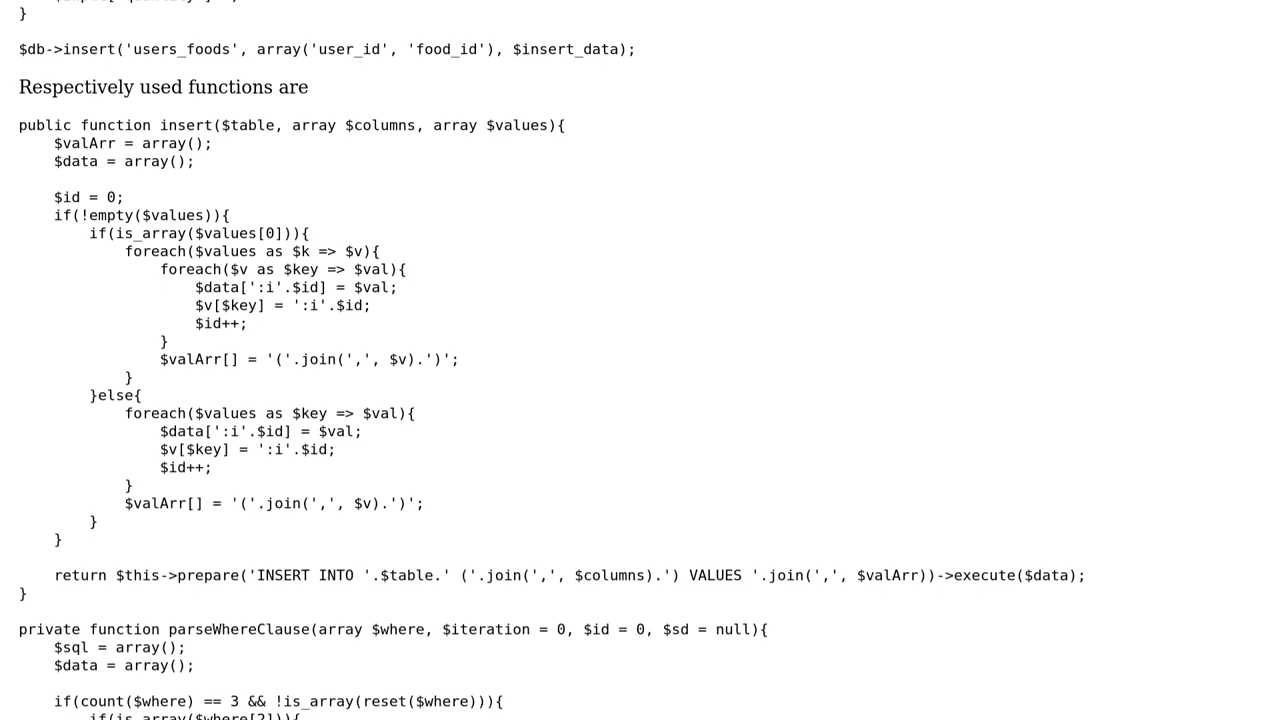 }
$db->insert('users_foods', array('user_id', 'food_id'), $insert_data);
Respectively used functions are
public function insert($table, array $columns, array $values){
$valArr = array();
$data = array();
$id = 0;
if(!empty($values)){
if(is_array($values[0])){
foreach($values as $k => $v){
foreach($v as $key => $val){
$data[':i'.$id] = $val;
$v[$key] = ':i'.$id;
$id++;
}
$valArr[] = '('.join(',', $v).')';
}
}else{
foreach($values as $key => $val){
$data[':i'.$id] = $val;
$v[$key] = ':i'.$id;
$id++;
}
$valArr[] = '('.join(',', $v).')';
}
}
return $this->prepare('INSERT INTO '.$table.' ('.join(',', $columns).') VALUES '.join(',', $valArr))->execute($data);
}
private function parseWhereClause(array $where, $iteration = 0, $id = 0, $sd = null){
$sql = array();
$data = array();
if(count($where) == 3 && !is_array(reset($where))){
if(is_array($where[2])){